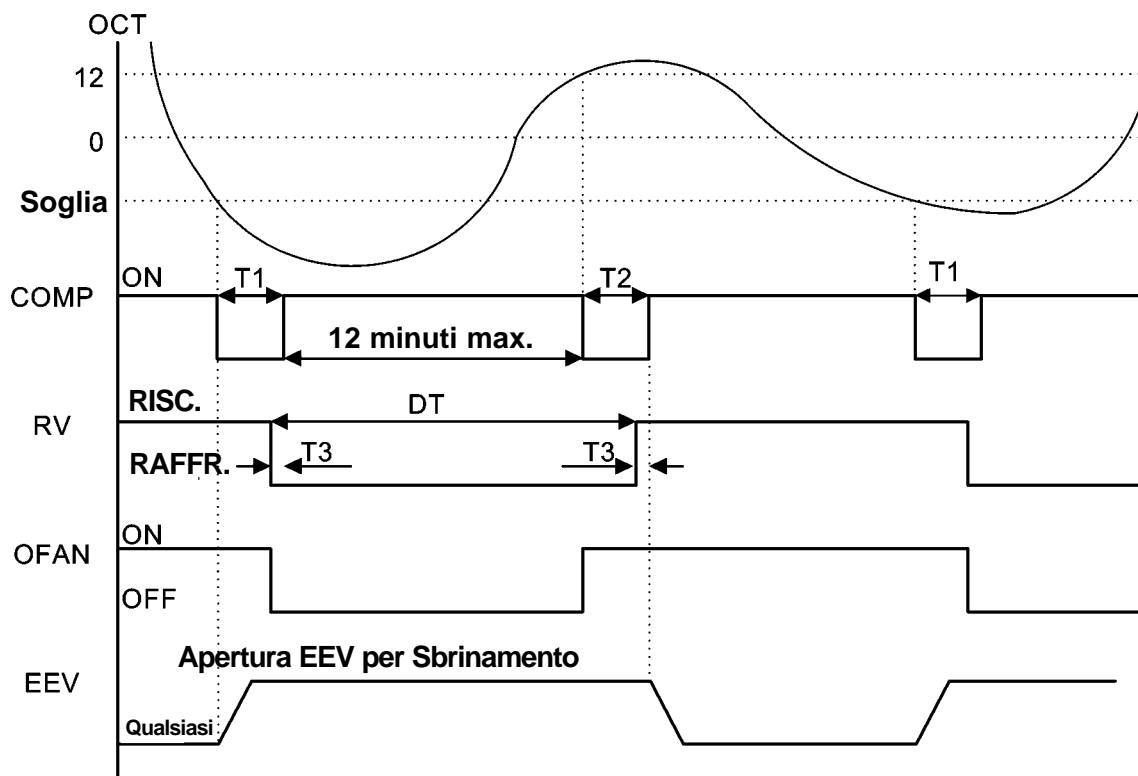 OCT
12
0
Soglia
ON
T1
T2
T1
COMP
12 minuti max.
RISC.
DT
RV
RAFFR.
T3
T3
ON
OFAN
OFF
Apertura EEV per Sbrinamento
EEV
Qualsiasi